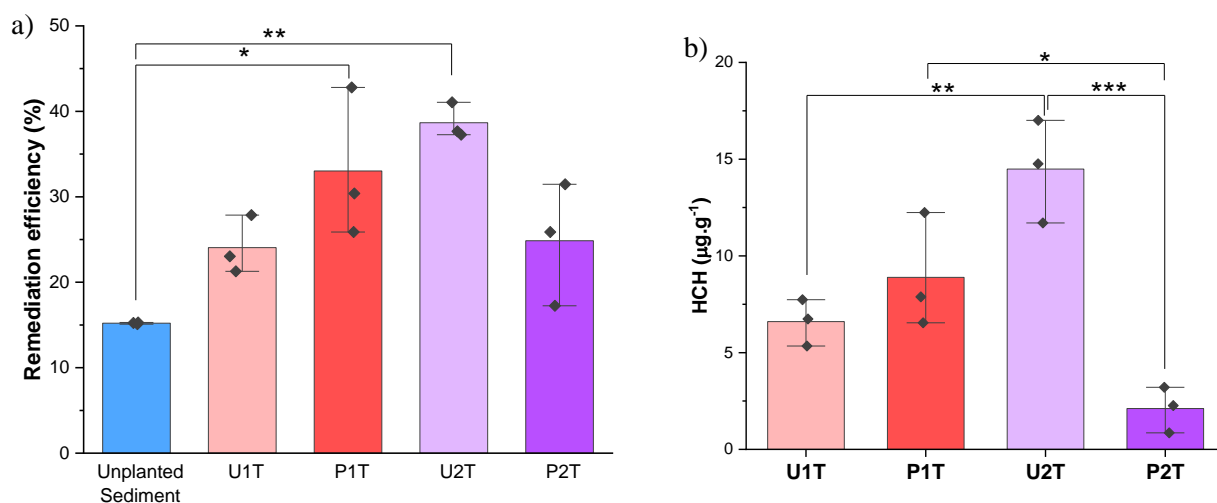 a)
Remediation efficiency (%)
50
40
30
20
10
0
**
*
Unplanted
Sediment
U1T
P1T
U2T
P2T
b)
HCH (μg.g⁻¹)
20
15
10
5
0
*
**
***
U1T
P1T
U2T
P2T